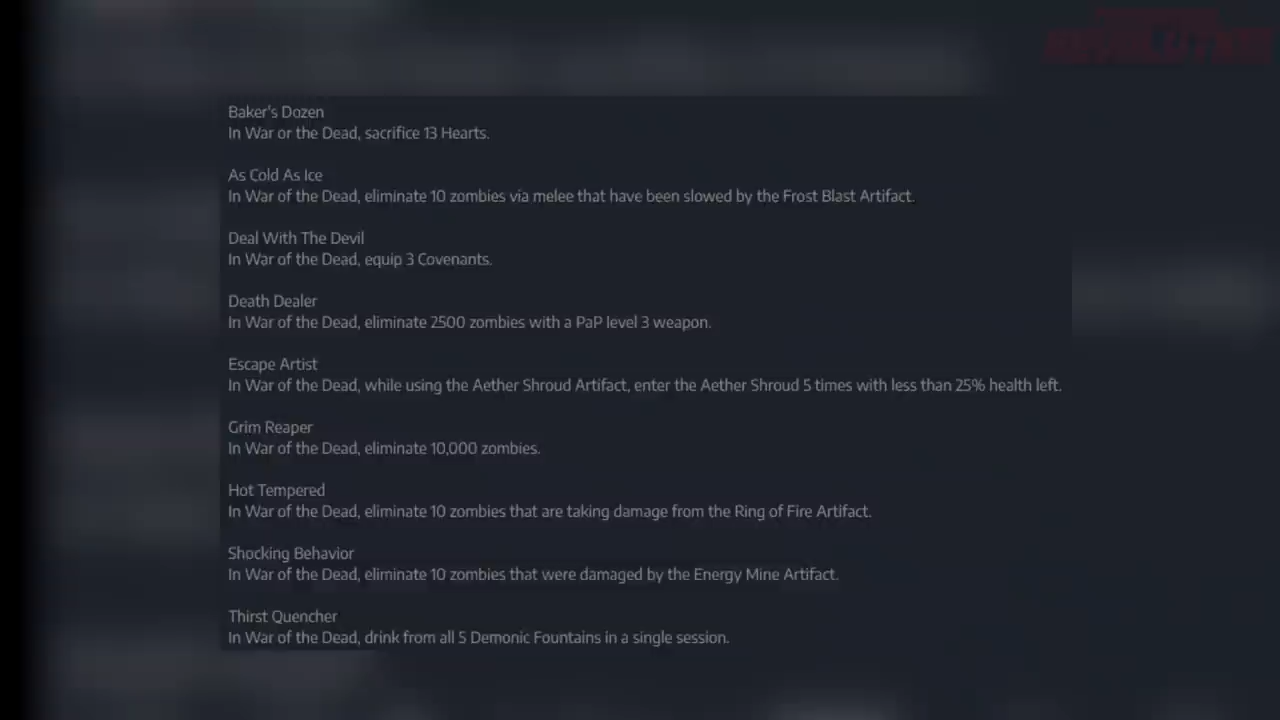 Baker's Dozen
In War or the Dead, sacrifice 13 Hearts.
As Cold As Ice
In War of the Dead, eliminate 10 zombies via melee that have been slowed by the Frost Blast Artifact.
Deal With The Devil
In War of the Dead, equip 3 Covenants.
Death Dealer
In War of the Dead, eliminate 2500 zombies with a PaP level 3 weapon.
Escape Artist
In War of the Dead, while using the Aether Shroud Artifact, enter the Aether Shroud 5 times with less than 25% health left.
Grim Reaper
In War of the Dead, eliminate 10,000 zombies.
Hot Tempered
In War of the Dead, eliminate 10 zombies that are taking damage from the Ring of Fire Artifact.
Shocking Behavior
In War of the Dead, eliminate 10 zombies that were damaged by the Energy Mine Artifact.
Thirst Quencher
In War of the Dead, drink from all 5 Demonic Fountains in a single session.